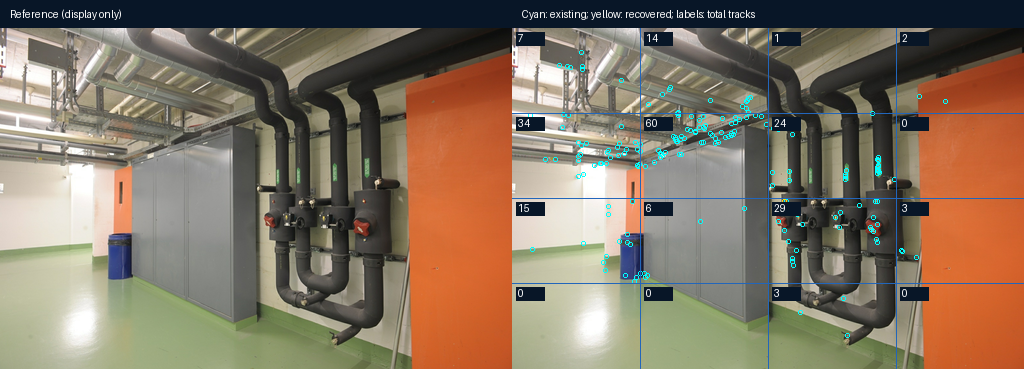 Reference (display only)
Cyan: existing; yellow: recovered; labels: total tracks
7 14 1 2
34 60 24 0
15 6 29 3
0 0 3 0